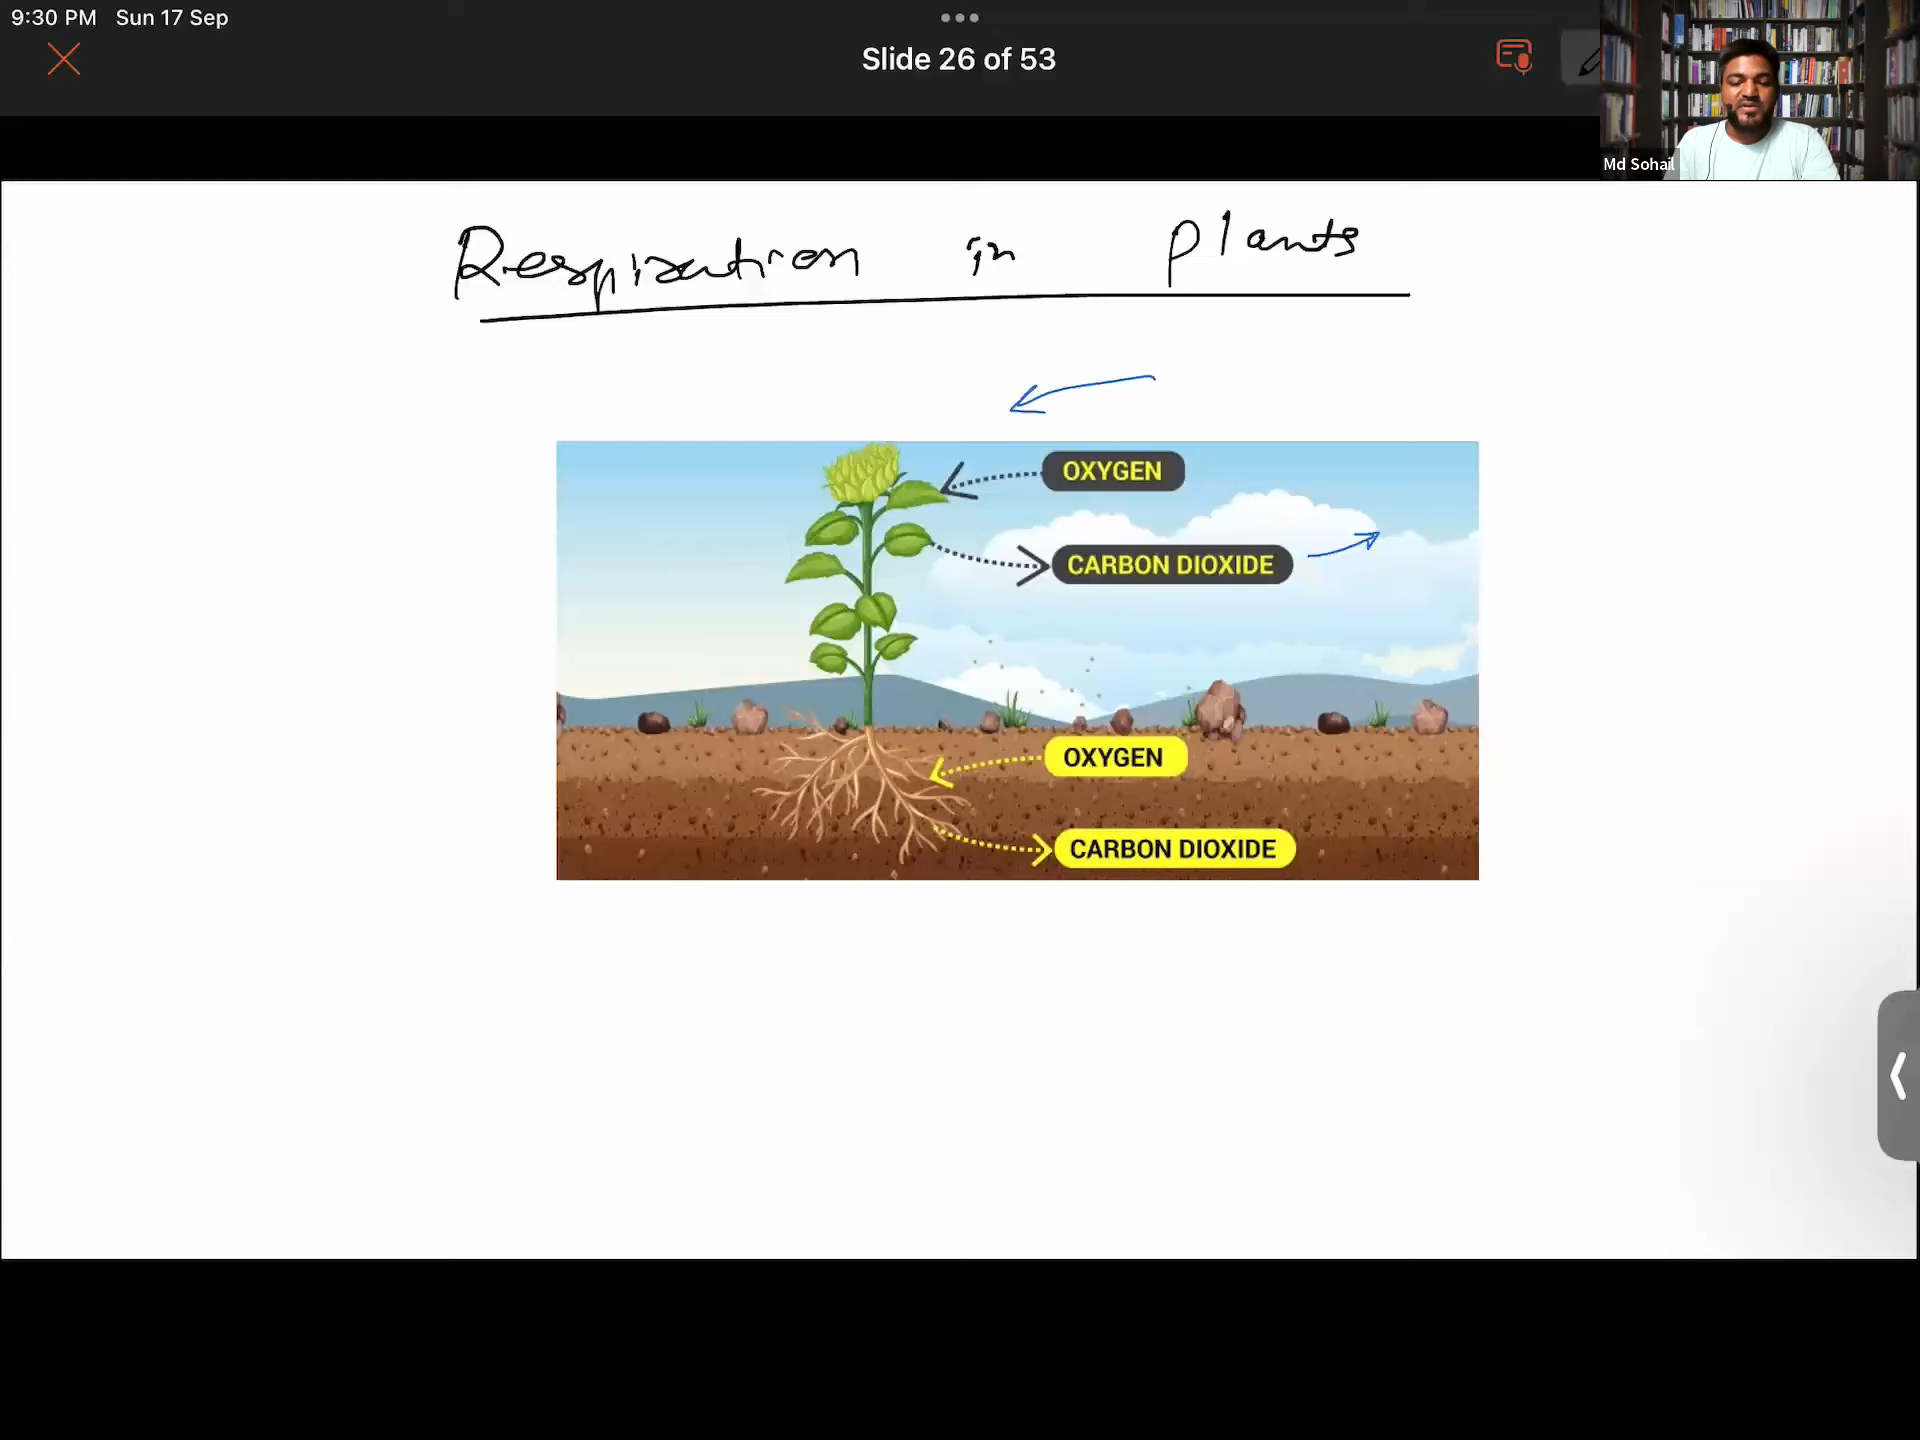 9:30 PM Sun 17 Sep
Slide 26 of 53
Md Sohail
Respiration in plants
OXYGEN
CARBON DIOXIDE
OXYGEN
CARBON DIOXIDE